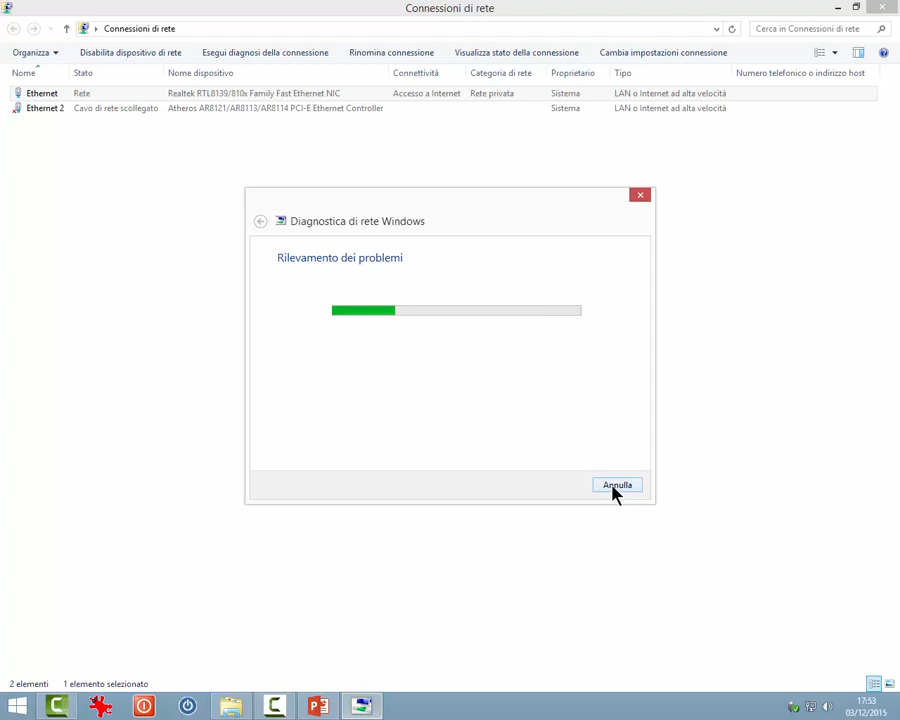 Connessioni di rete
Connessioni di rete
Cerca in Connessioni di rete
Organizza Disabilita dispositivo di rete Esegui diagnosi della connessione Rinomina connessione Visualizza stato della connessione Cambia impostazioni connessione
Nome Stato Nome dispositivo Connettività Categoria di rete Proprietario Tipo Numero telefonico o indirizzo host
Ethernet Rete Realtek RTL8139/810x Family Fast Ethernet NIC Accesso a Internet Rete privata Sistema LAN o Internet ad alta velocità
Ethernet 2 Cavo di rete scollegato Atheros AR8121/AR8113/AR8114 PCI-E Ethernet Controller Sistema LAN o Internet ad alta velocità
Diagnostica di rete Windows
Rilevamento dei problemi
Annulla
2 elementi 1 elemento selezionato
17:53
03/12/2015